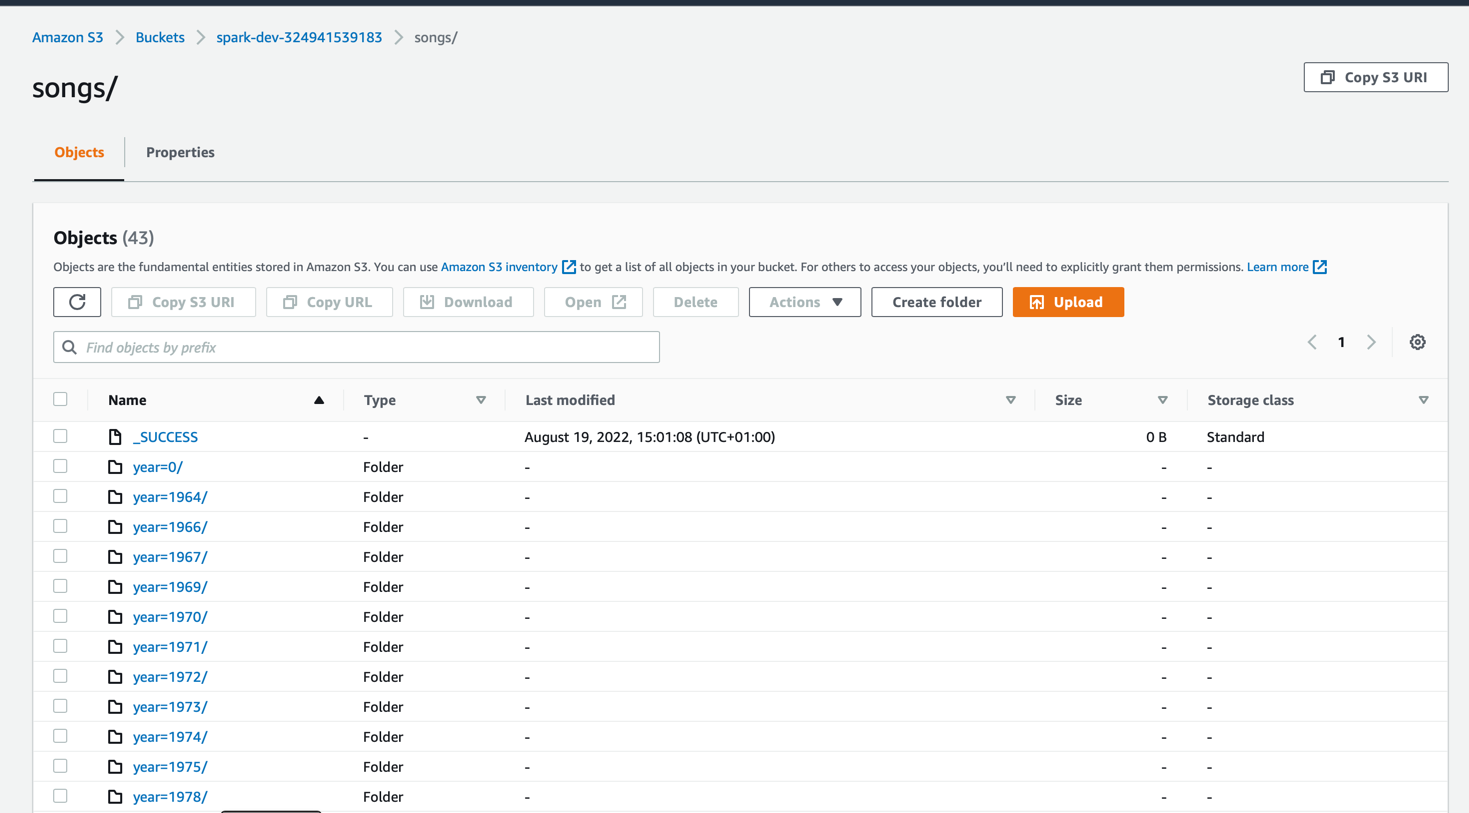 Amazon S3 > Buckets > spark-dev-324941539183 > songs/
songs/
Copy S3 URI
Objects
Properties
Objects (43)
Objects are the fundamental entities stored in Amazon S3. You can use Amazon S3 inventory to get a list of all objects in your bucket. For others to access your objects, you'll need to explicitly grant them permissions. Learn more
Copy S3 URI Copy URL Download Open Delete Actions Create folder Upload
Find objects by prefix
1
Name Type Last modified Size Storage class
_SUCCESS - August 19, 2022, 15:01:08 (UTC+01:00) 0 B Standard
year=0/ Folder - - -
year=1964/ Folder - - -
year=1966/ Folder - - -
year=1967/ Folder - - -
year=1969/ Folder - - -
year=1970/ Folder - - -
year=1971/ Folder - - -
year=1972/ Folder - - -
year=1973/ Folder - - -
year=1974/ Folder - - -
year=1975/ Folder - - -
year=1978/ Folder - - -